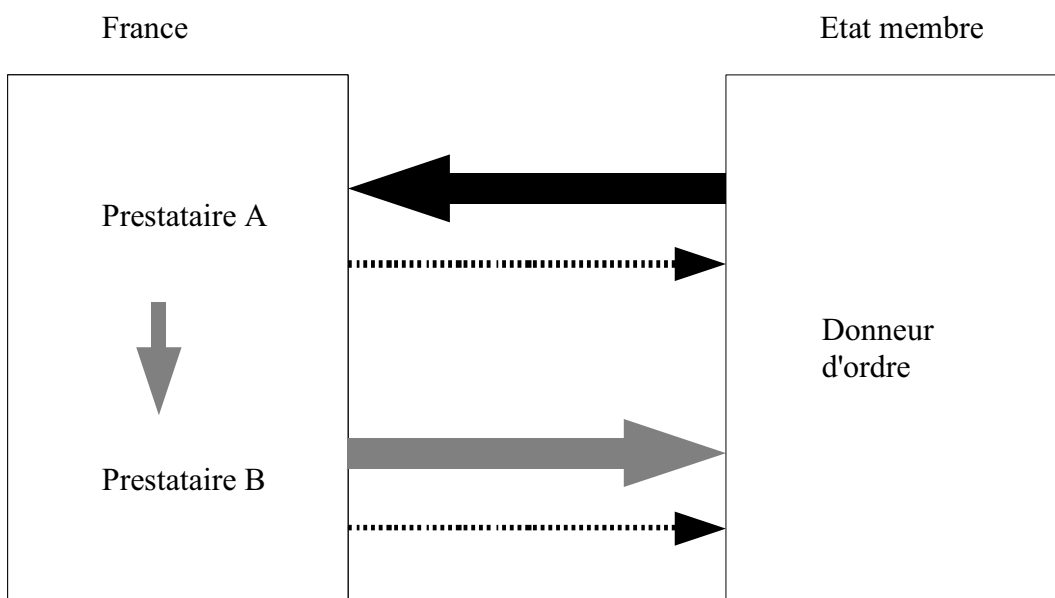 France
Etat membre
Prestataire A
Donneur
d'ordre
Prestataire B